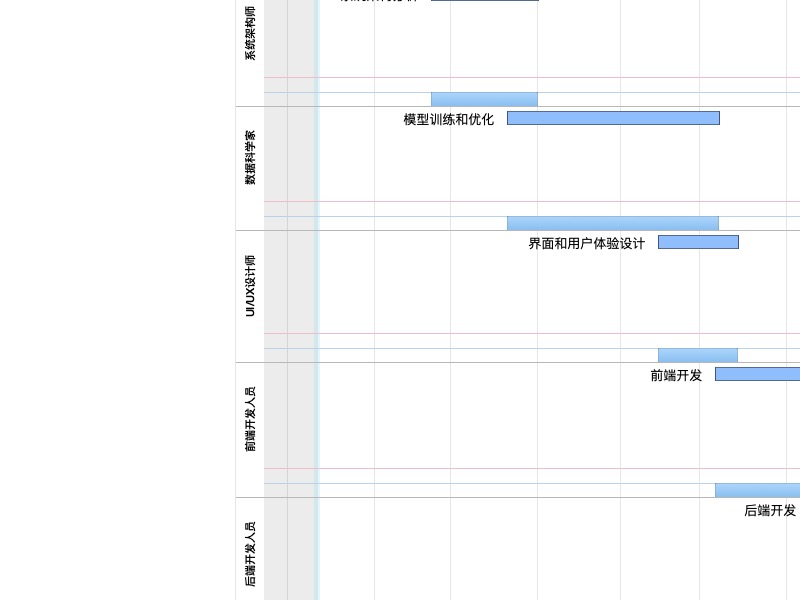 系统架构师
模型训练和优化
数据科学家
界面和用户体验设计
UI/UX设计师
前端开发
前端开发人员
后端开发
后端开发人员